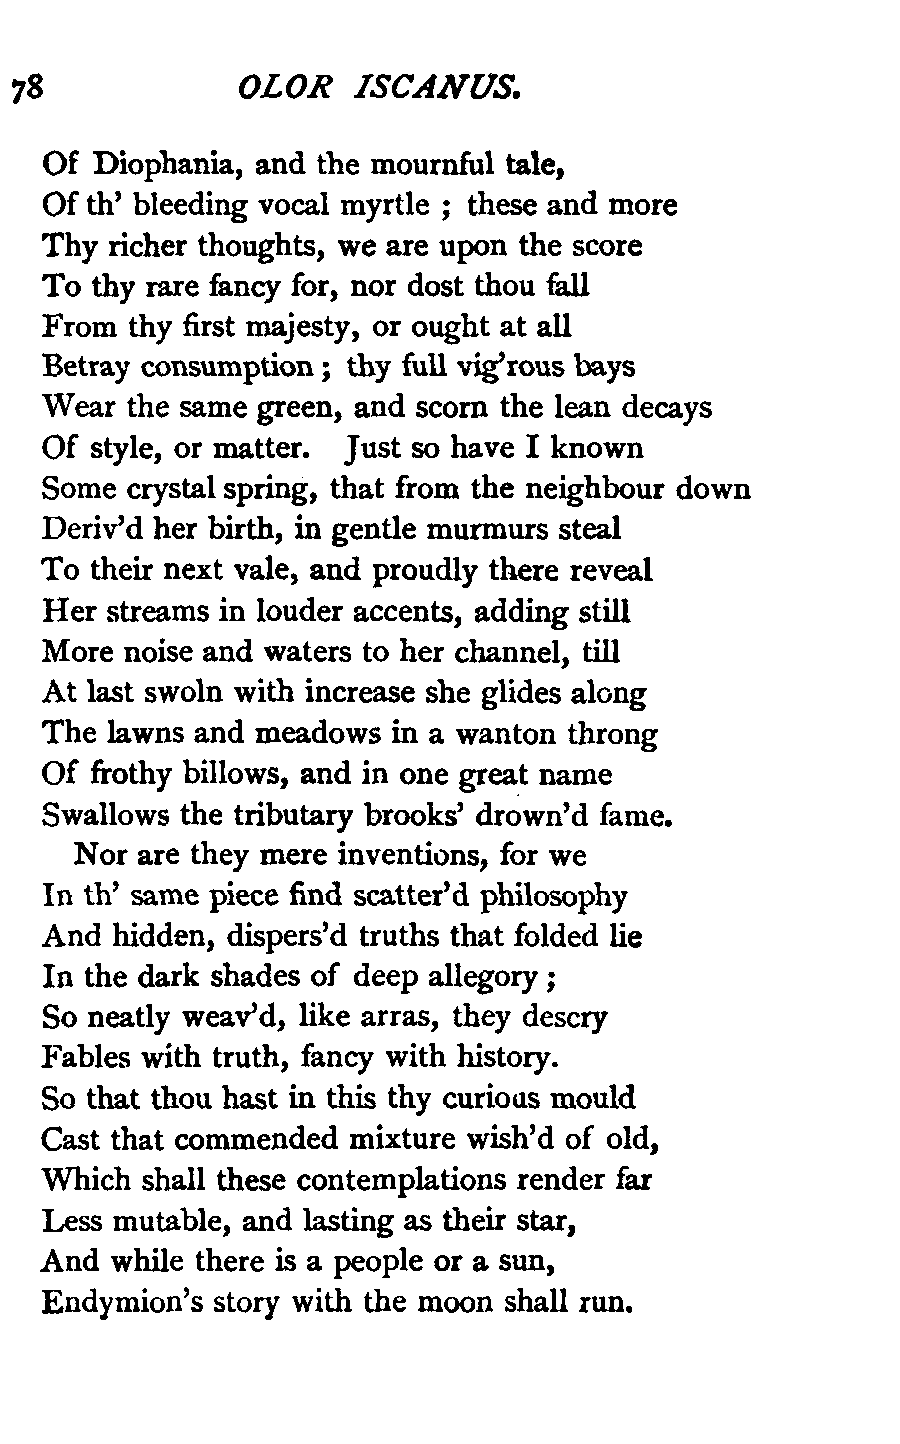 78 OLOR ISCANUS.
Of Diophania, and the mournful tale,
Of th' bleeding vocal myrtle ; these and more
Thy richer thoughts, we are upon the score
To thy rare fancy for, nor dost thou fall
From thy first majesty, or ought at all
Betray consumption ; thy full vig'rous bays
Wear the same green, and scorn the lean decays
Of style, or matter. Just so have I known
Some crystal spring, that from the neighbour down
Deriv'd her birth, in gentle murmurs steal
To their next vale, and proudly there reveal
Her streams in louder accents, adding still
More noise and waters to her channel, till
At last swoln with increase she glides along
The lawns and meadows in a wanton throng
Of frothy billows, and in one great name
Swallows the tributary brooks' drown'd fame.
Nor are they mere inventions, for we
In th' same piece find scatter'd philosophy
And hidden, dispers'd truths that folded lie
In the dark shades of deep allegory ;
So neatly weav'd, like arras, they descry
Fables with truth, fancy with history.
So that thou hast in this thy curious mould
Cast that commended mixture wish'd of old,
Which shall these contemplations render far
Less mutable, and lasting as their star,
And while there is a people or a sun,
Endymion's story with the moon shall run.